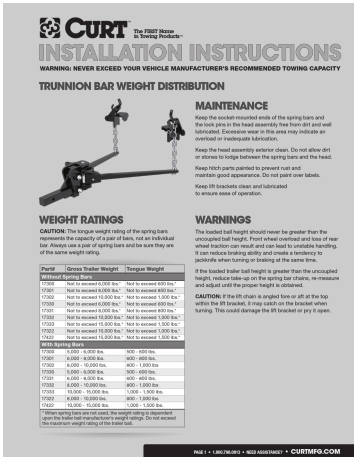 CURT
The FIRST Name
in Towing Products™
INSTALLATION INSTRUCTIONS
WARNING: NEVER EXCEED YOUR VEHICLE MANUFACTURER'S RECOMMENDED TOWING CAPACITY
TRUNNION BAR WEIGHT DISTRIBUTION
MAINTENANCE
Keep the socket-mounted ends of the spring bars and
the lock pins in the head assembly free from dirt and well
lubricated. Excessive wear in this area may indicate an
overload or inadequate lubrication.
Keep the head assembly exterior clean. Do not allow dirt
or stones to lodge between the spring bars and the head.
Keep hitch parts painted to prevent rust and
maintain good appearance. Do not paint over labels.
Keep lift brackets clean and lubricated
to ensure ease of operation.
WEIGHT RATINGS
CAUTION: The tongue weight rating of the spring bars
represents the capacity of a pair of bars, not an individual
bar. Always use a pair of spring bars and be sure they are
of the same weight rating.
Part# Gross Trailer Weight Tongue Weight
Without Spring Bars
17300 Not to exceed 6,000 lbs.* Not to exceed 600 lbs.*
17301 Not to exceed 8,000 lbs.* Not to exceed 800 lbs.*
17302 Not to exceed 10,000 lbs.* Not to exceed 1,000 lbs.*
17330 Not to exceed 6,000 lbs.* Not to exceed 600 lbs.*
17331 Not to exceed 8,000 lbs.* Not to exceed 800 lbs.*
17332 Not to exceed 10,000 lbs.* Not to exceed 1,000 lbs.*
17333 Not to exceed 15,000 lbs.* Not to exceed 1,500 lbs.*
17322 Not to exceed 10,000 lbs.* Not to exceed 1,000 lbs.*
17422 Not to exceed 15,000 lbs.* Not to exceed 1,500 lbs.*
With Spring Bars
17300 5,000 - 6,000 lbs. 500 - 600 lbs.
17301 6,000 - 8,000 lbs. 600 - 800 lbs.
17302 8,000 - 10,000 lbs. 800 - 1,000 lbs
17330 5,000 - 6,000 lbs. 500 - 600 lbs.
17331 6,000 - 8,000 lbs. 600 - 800 lbs.
17332 8,000 - 10,000 lbs. 800 - 1,000 lbs
17333 10,000 - 15,000 lbs. 1,000 - 1,500 lbs.
17322 8,000 - 10,000 lbs. 800 - 1,000 lbs.
17422 10,000 - 15,000 lbs. 1,000 - 1,500 lbs.
* When spring bars are not used, the weight rating is dependent
upon the trailer ball manufacturer's weight ratings. Do not exceed
the maximum weight rating of the trailer ball.
WARNINGS
The loaded ball height should never be greater than the
uncoupled ball height. Front wheel overload and loss of rear
wheel traction can result and can lead to unstable handling.
It can reduce braking ability and create a tendency to
jackknife when turning or braking at the same time.
If the loaded trailer ball height is greater than the uncoupled
height, reduce take-up on the spring bar chains, re-measure
and adjust until the proper height is obtained.
CAUTION: If the lift chain is angled fore or aft at the top
within the lift bracket, it may catch on the bracket when
turning. This could damage the lift bracket or pry it open.
PAGE 1 • 1.800.798.0813 • NEED ASSISTANCE? • CURTMFG.COM